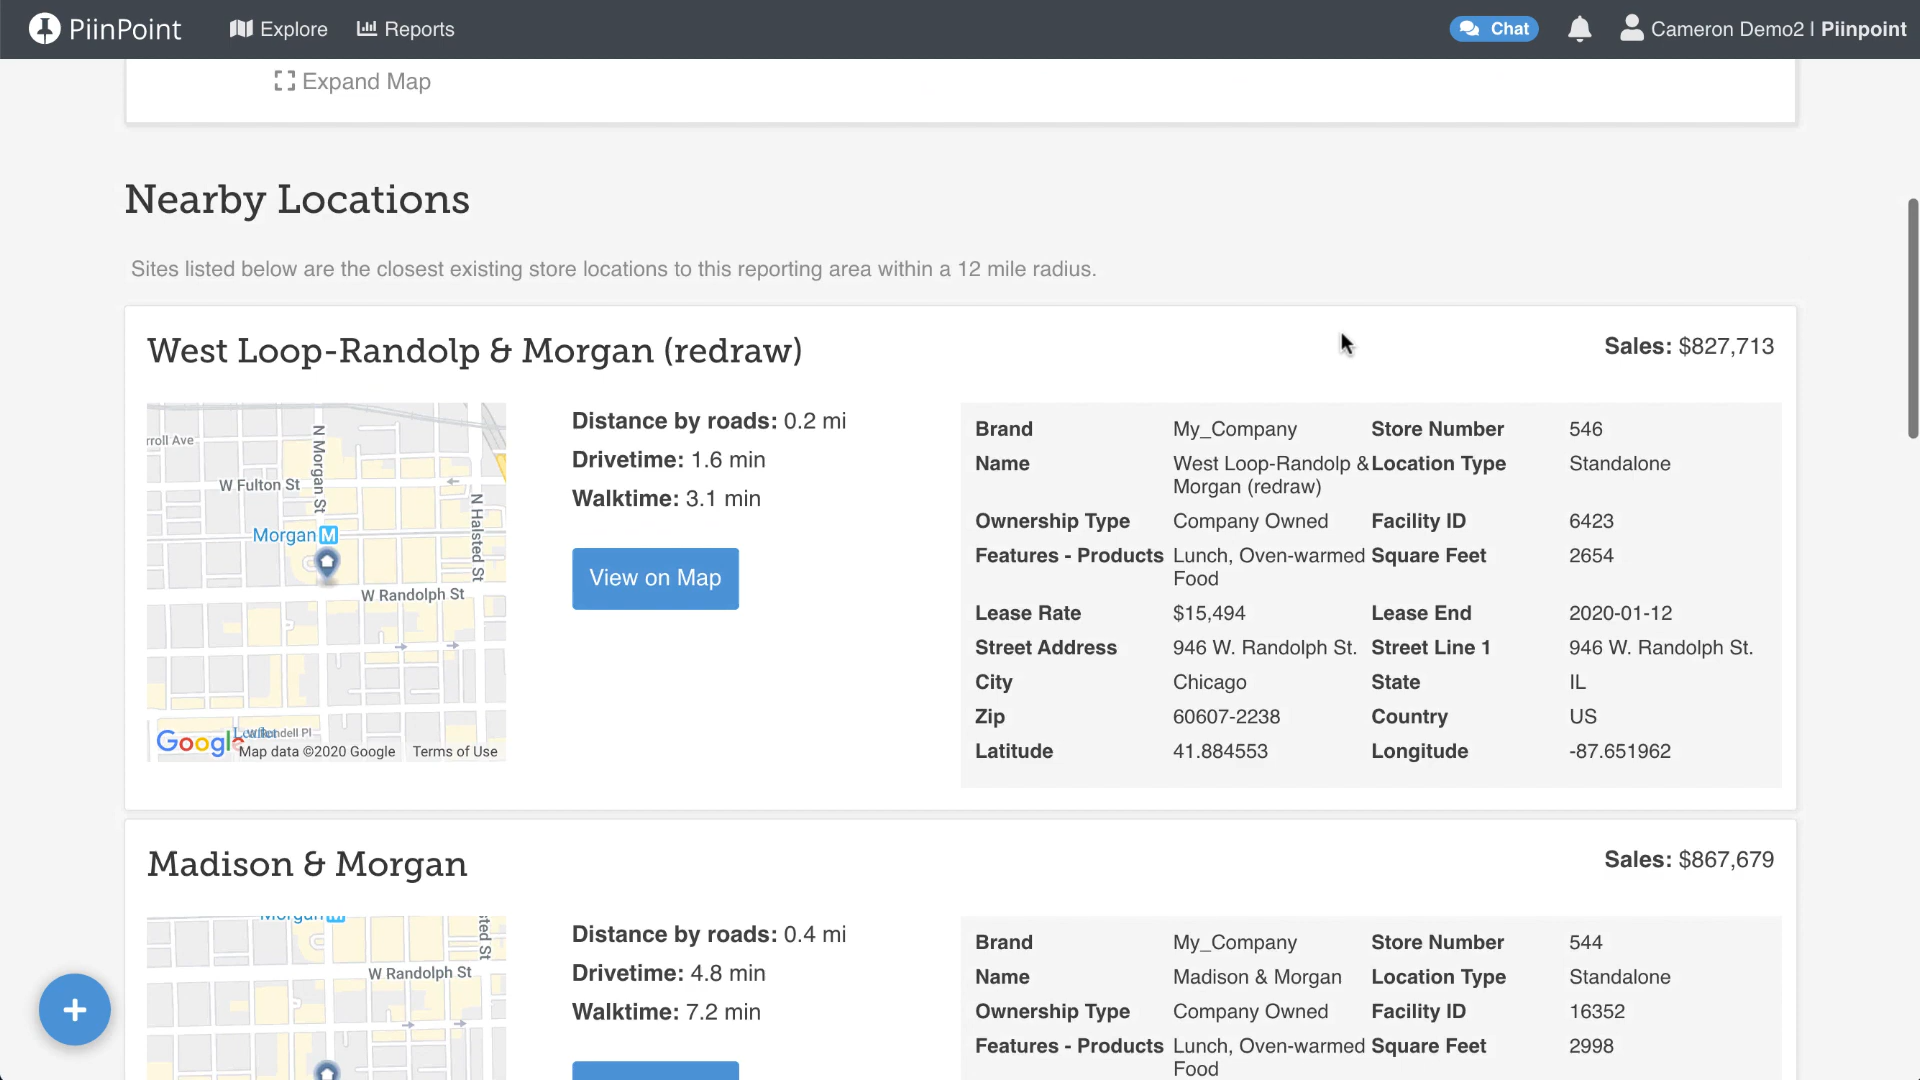 PiinPoint Explore Reports Chat Cameron Demo2 | Piinpoint
Expand Map
Nearby Locations
Sites listed below are the closest existing store locations to this reporting area within a 12 mile radius.
West Loop-Randolp & Morgan (redraw)
Sales: $827,713
rroll Ave
N Morgan St
W Fulton St
N Halsted St
Morgan M
W Randolph St
Google
Map data ©2020 Google Terms of Use
Distance by roads: 0.2 mi
Drivetime: 1.6 min
Walktime: 3.1 min
View on Map
Brand My_Company Store Number 546
Name West Loop-Randolp & Location Type Standalone
Morgan (redraw)
Ownership Type Company Owned Facility ID 6423
Features - Products Lunch, Oven-warmed Square Feet 2654
Food
Lease Rate $15,494 Lease End 2020-01-12
Street Address 946 W. Randolph St. Street Line 1 946 W. Randolph St.
City Chicago State IL
Zip 60607-2238 Country US
Latitude 41.884553 Longitude -87.651962
Madison & Morgan
Sales: $867,679
Morgan M
sted St
W Randolph St
Distance by roads: 0.4 mi
Drivetime: 4.8 min
Walktime: 7.2 min
Brand My_Company Store Number 544
Name Madison & Morgan Location Type Standalone
Ownership Type Company Owned Facility ID 16352
Features - Products Lunch, Oven-warmed Square Feet 2998
Food